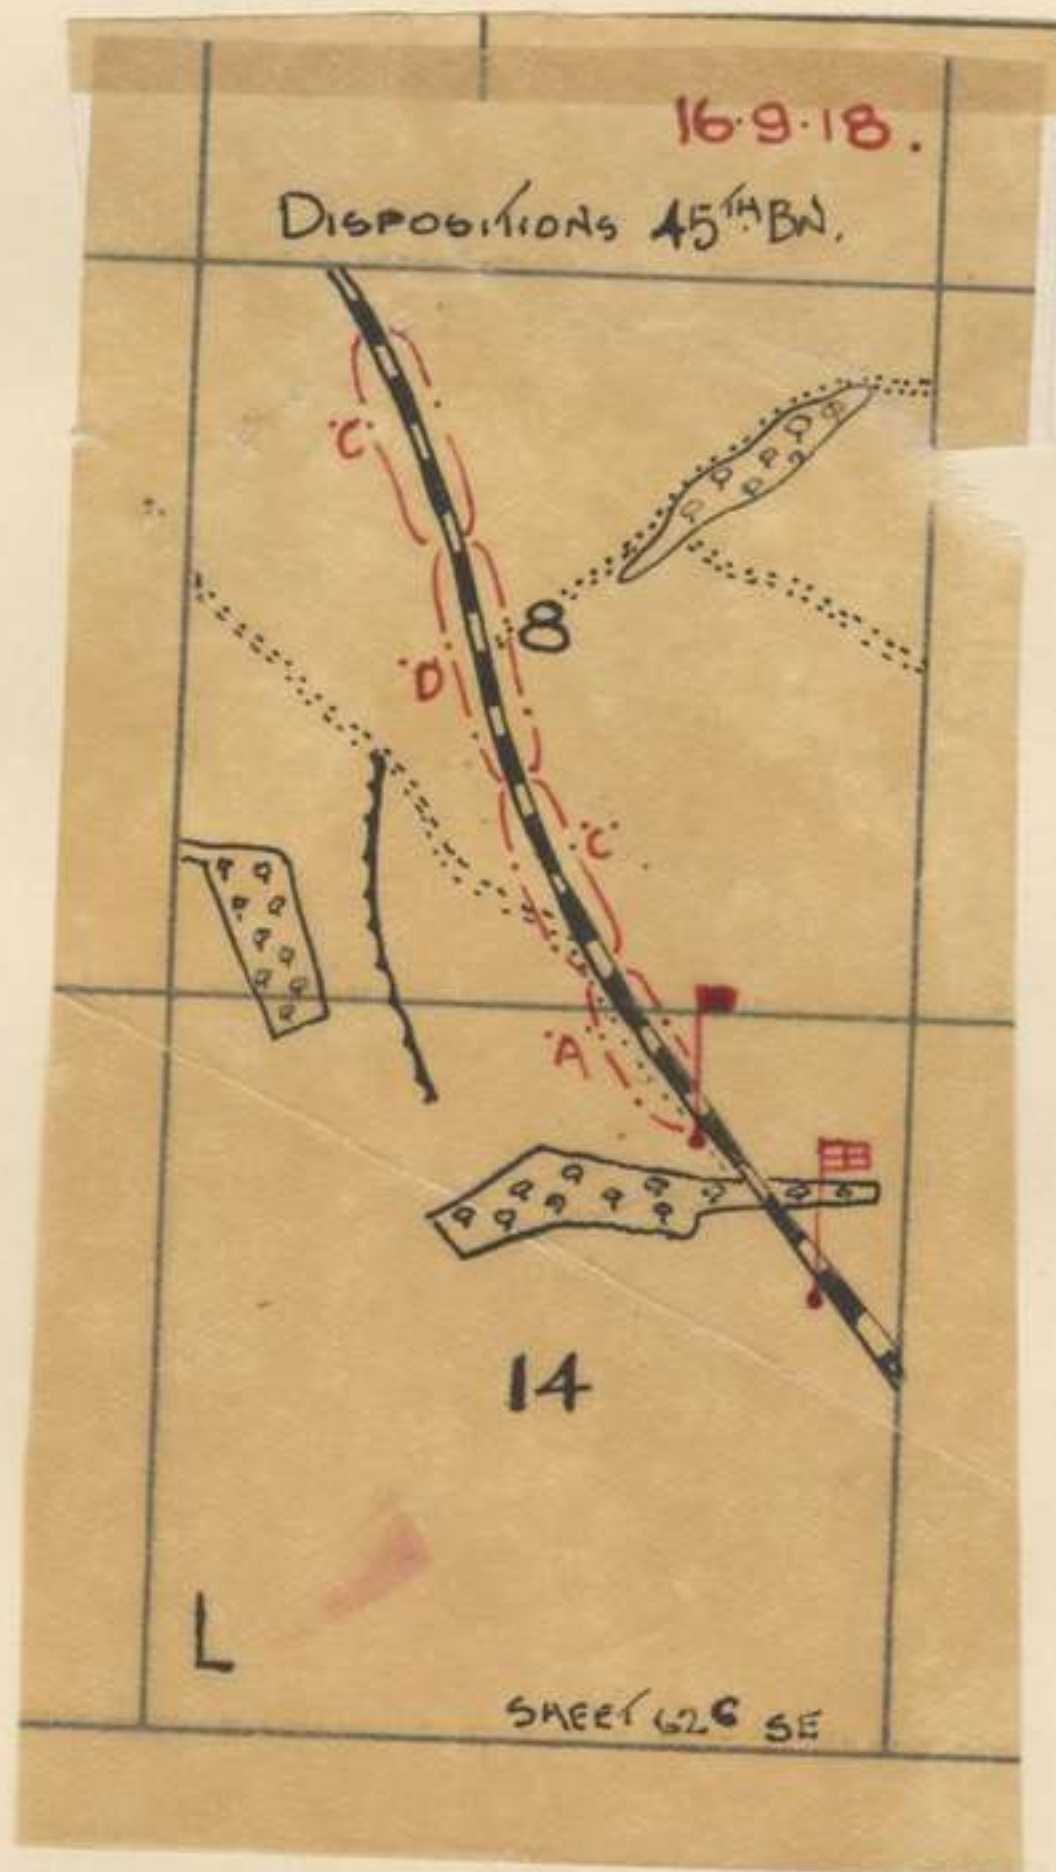 16.9.18.
DISPOSITIONS 45TH BN.
"C"
8
"D"
"C"
"A"
14
L
SHEET 62C SE